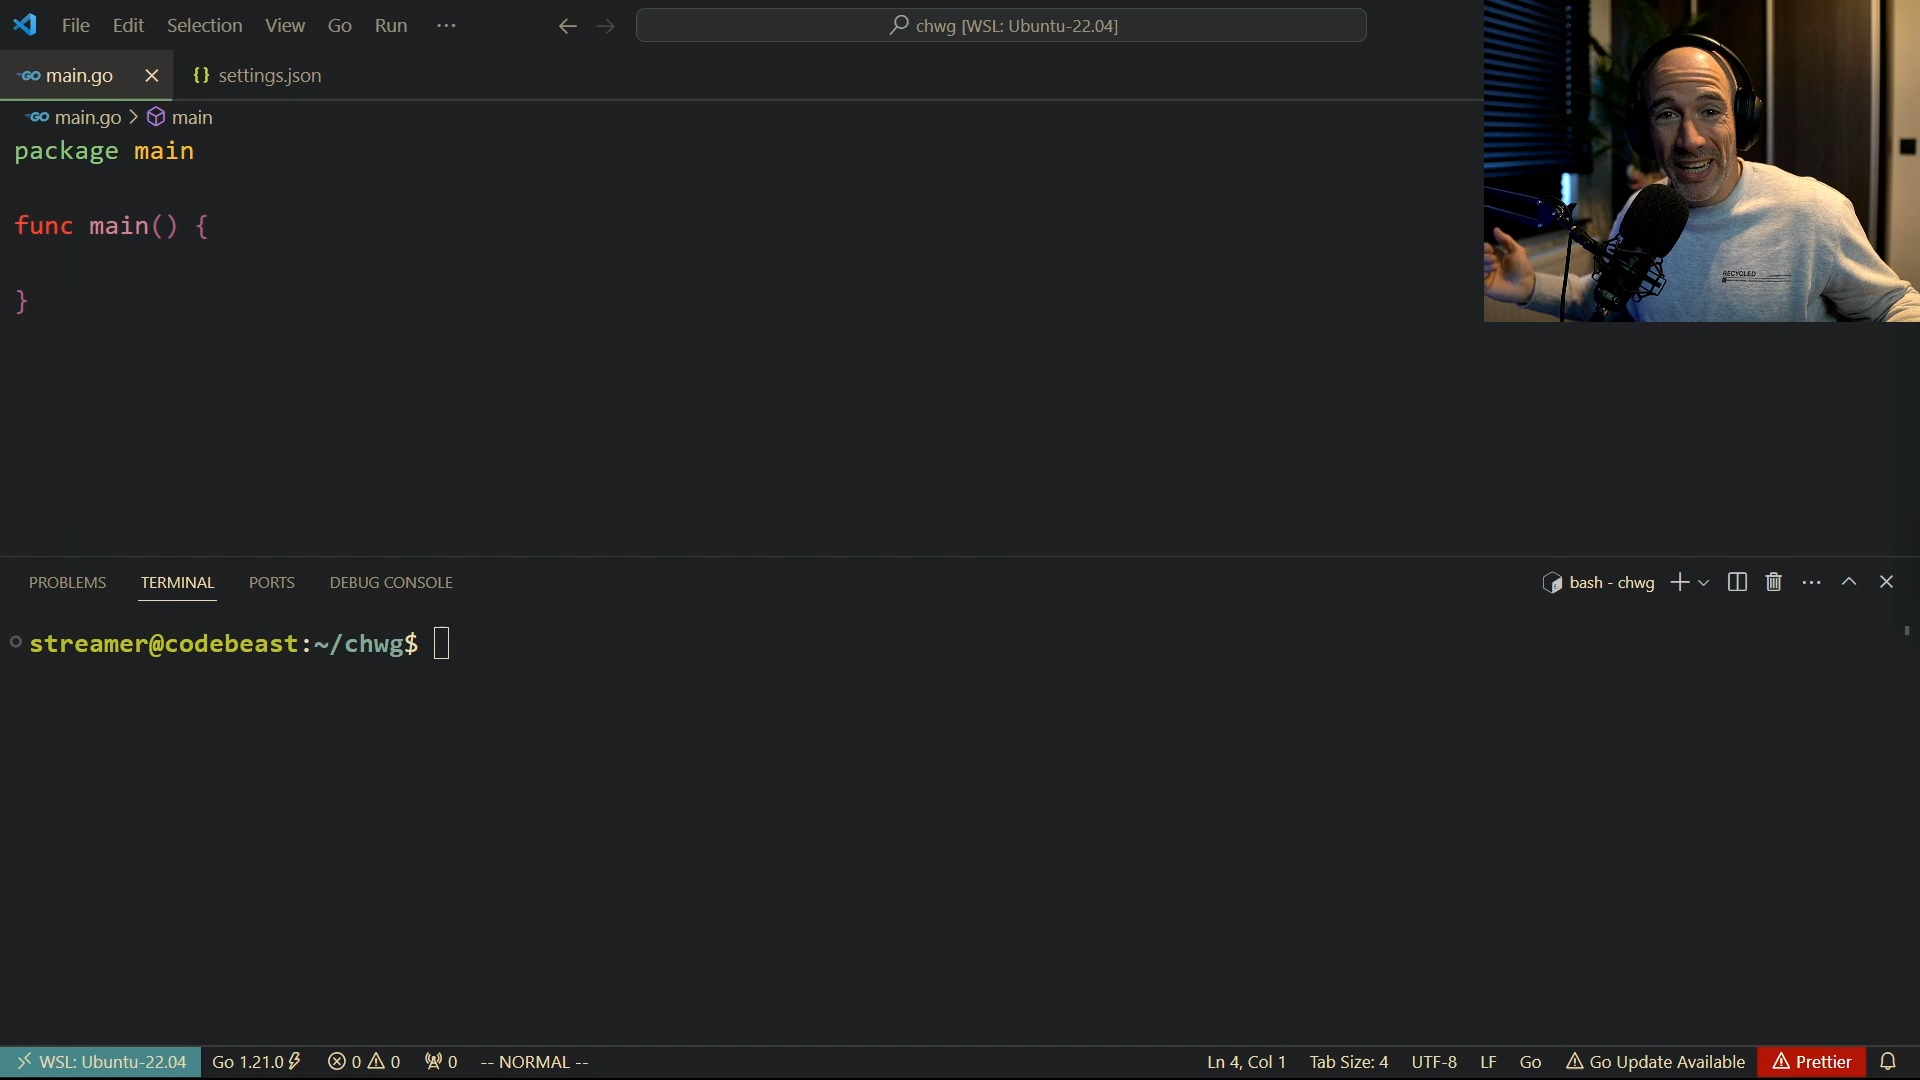 File Edit Selection View Go Run ...
chwg [WSL: Ubuntu-22.04]
GO main.go {} settings.json
GO main.go > main
package main
func main() {
}
RECYCLED
PROBLEMS TERMINAL PORTS DEBUG CONSOLE
bash - chwg
streamer@codebeast:~/chwg$
WSL: Ubuntu-22.04 Go 1.21.0 0 0 0 -- NORMAL --
Ln 4, Col 1 Tab Size: 4 UTF-8 LF Go Go Update Available Prettier